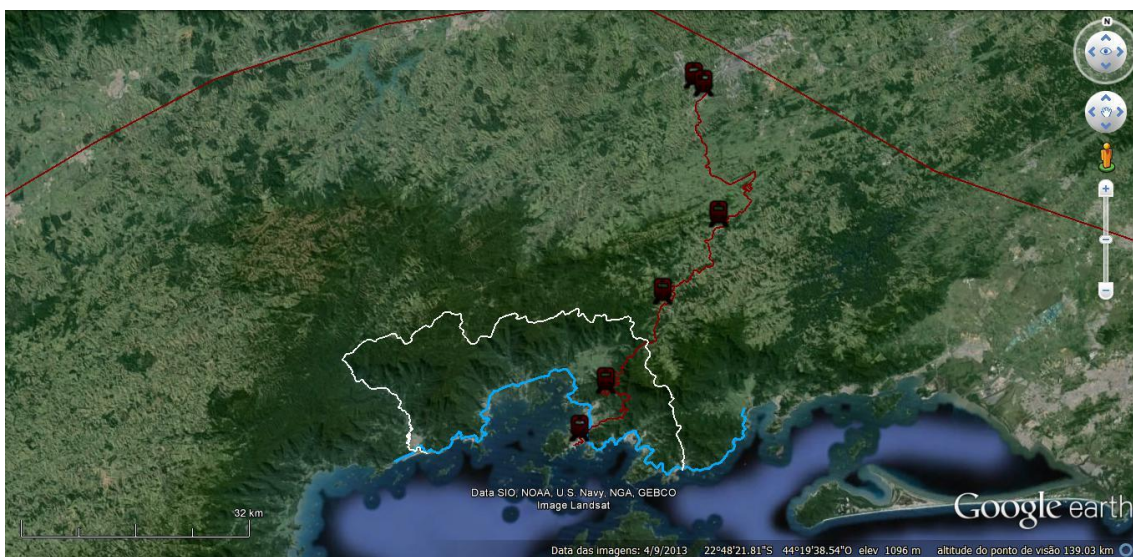 N
Data SIO, NOAA, U.S. Navy, NGA, GEBCO
Image Landsat
32 km
Google earth
Data das imagens: 4/9/2013 22°48'21.81"S 44°19'38.54"O elev 1096 m altitude do ponto de visão 139.03 km